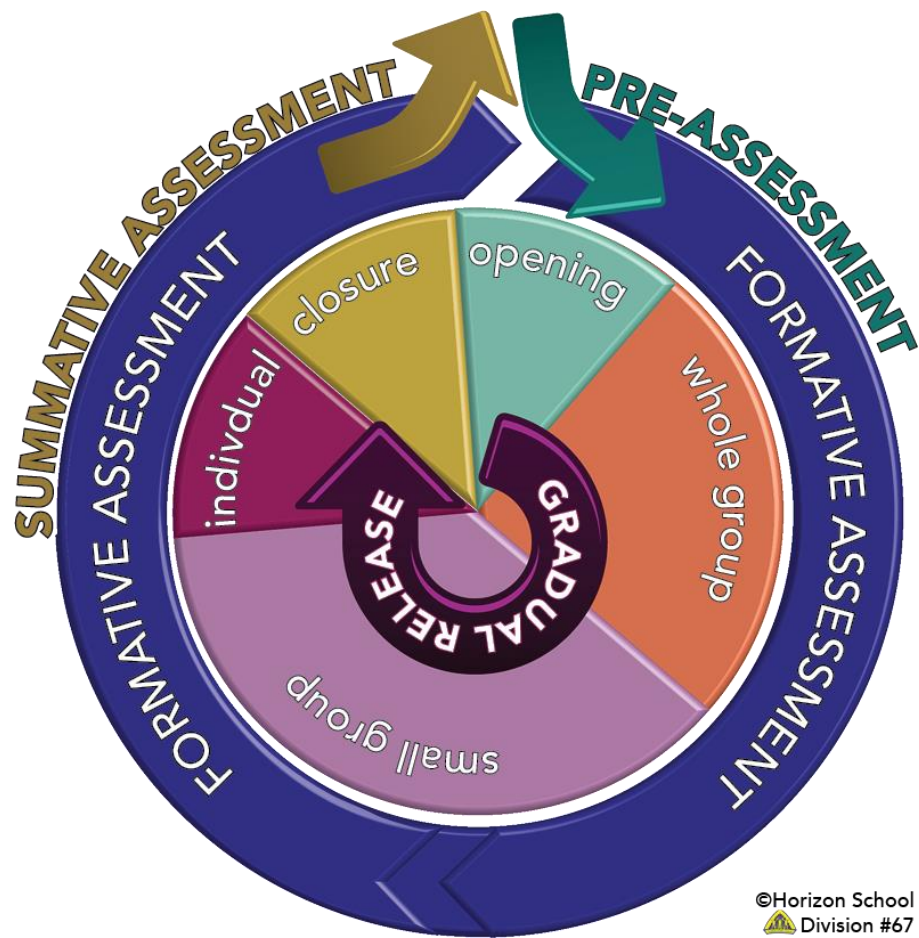 SUMMATIVE ASSESSMENT
PRE-ASSESSMENT
FORMATIVE ASSESSMENT
FORMATIVE ASSESSMENT
opening
whole group
small group
indivdual
closure
GRADUAL RELEASE
©Horizon School
Division #67